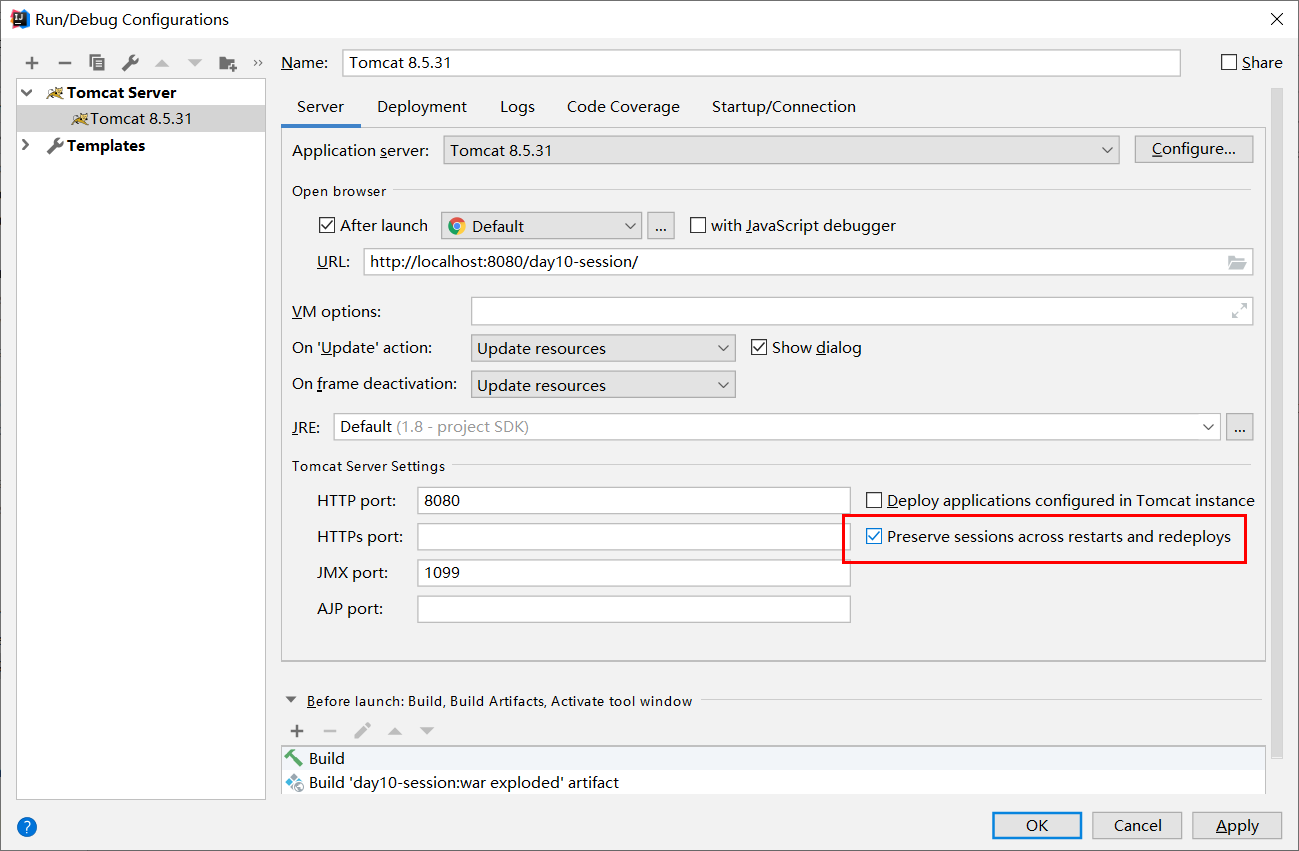 Run/Debug Configurations
Name: Tomcat 8.5.31 Share
Tomcat Server
Tomcat 8.5.31
Templates
Server Deployment Logs Code Coverage Startup/Connection
Application server: Tomcat 8.5.31 Configure...
Open browser
After launch Default ... with JavaScript debugger
URL: http://localhost:8080/day10-session/
VM options:
On 'Update' action: Update resources Show dialog
On frame deactivation: Update resources
JRE: Default (1.8 - project SDK) ...
Tomcat Server Settings
HTTP port: 8080 Deploy applications configured in Tomcat instance
HTTPs port: Preserve sessions across restarts and redeploys
JMX port: 1099
AJP port:
Before launch: Build, Build Artifacts, Activate tool window
Build
Build 'day10-session:war exploded' artifact
? OK Cancel Apply